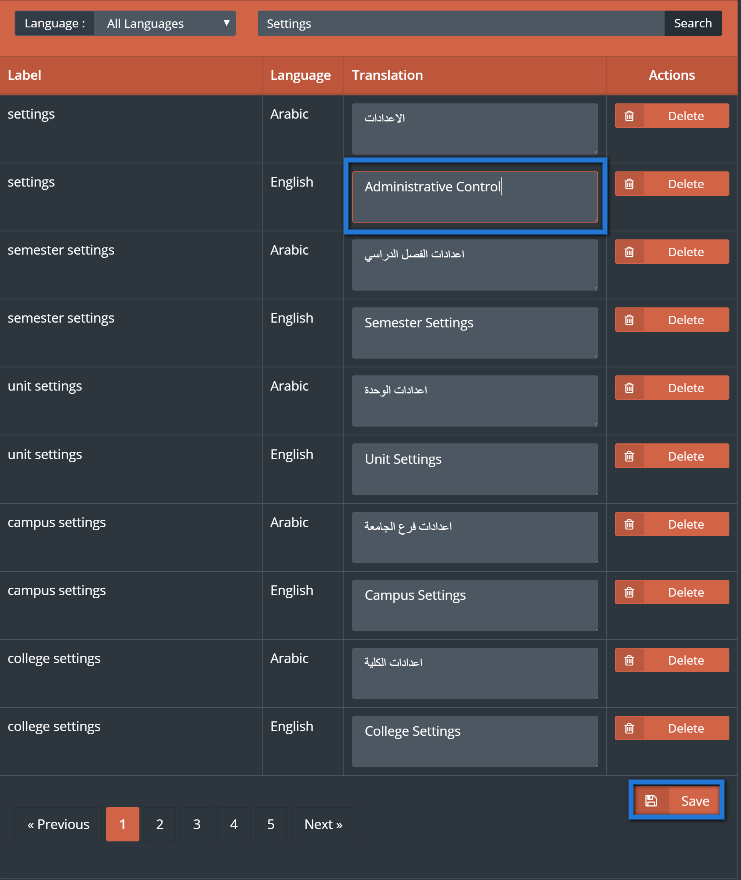 Language : All Languages ▼ Settings Search
Label Language Translation Actions
settings Arabic الاعدادات Delete
settings English Administrative Control Delete
semester settings Arabic اعدادات الفصل الدراسي Delete
semester settings English Semester Settings Delete
unit settings Arabic اعدادات الوحدة Delete
unit settings English Unit Settings Delete
campus settings Arabic اعدادات فرع الجامعة Delete
campus settings English Campus Settings Delete
college settings Arabic اعدادات الكلية Delete
college settings English College Settings Delete
Save
« Previous 1 2 3 4 5 Next »